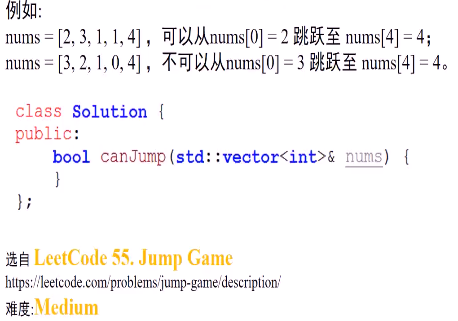 例如:
nums = [2, 3, 1, 1, 4] ，可以从nums[0] = 2 跳跃至 nums[4] = 4；
nums = [3, 2, 1, 0, 4] ，不可以从nums[0] = 3 跳跃至 nums[4] = 4。
class Solution {
public:
    bool canJump(std::vector<int>& nums) {
    }
};
选自 LeetCode 55. Jump Game
https://leetcode.com/problems/jump-game/description/
难度:Medium